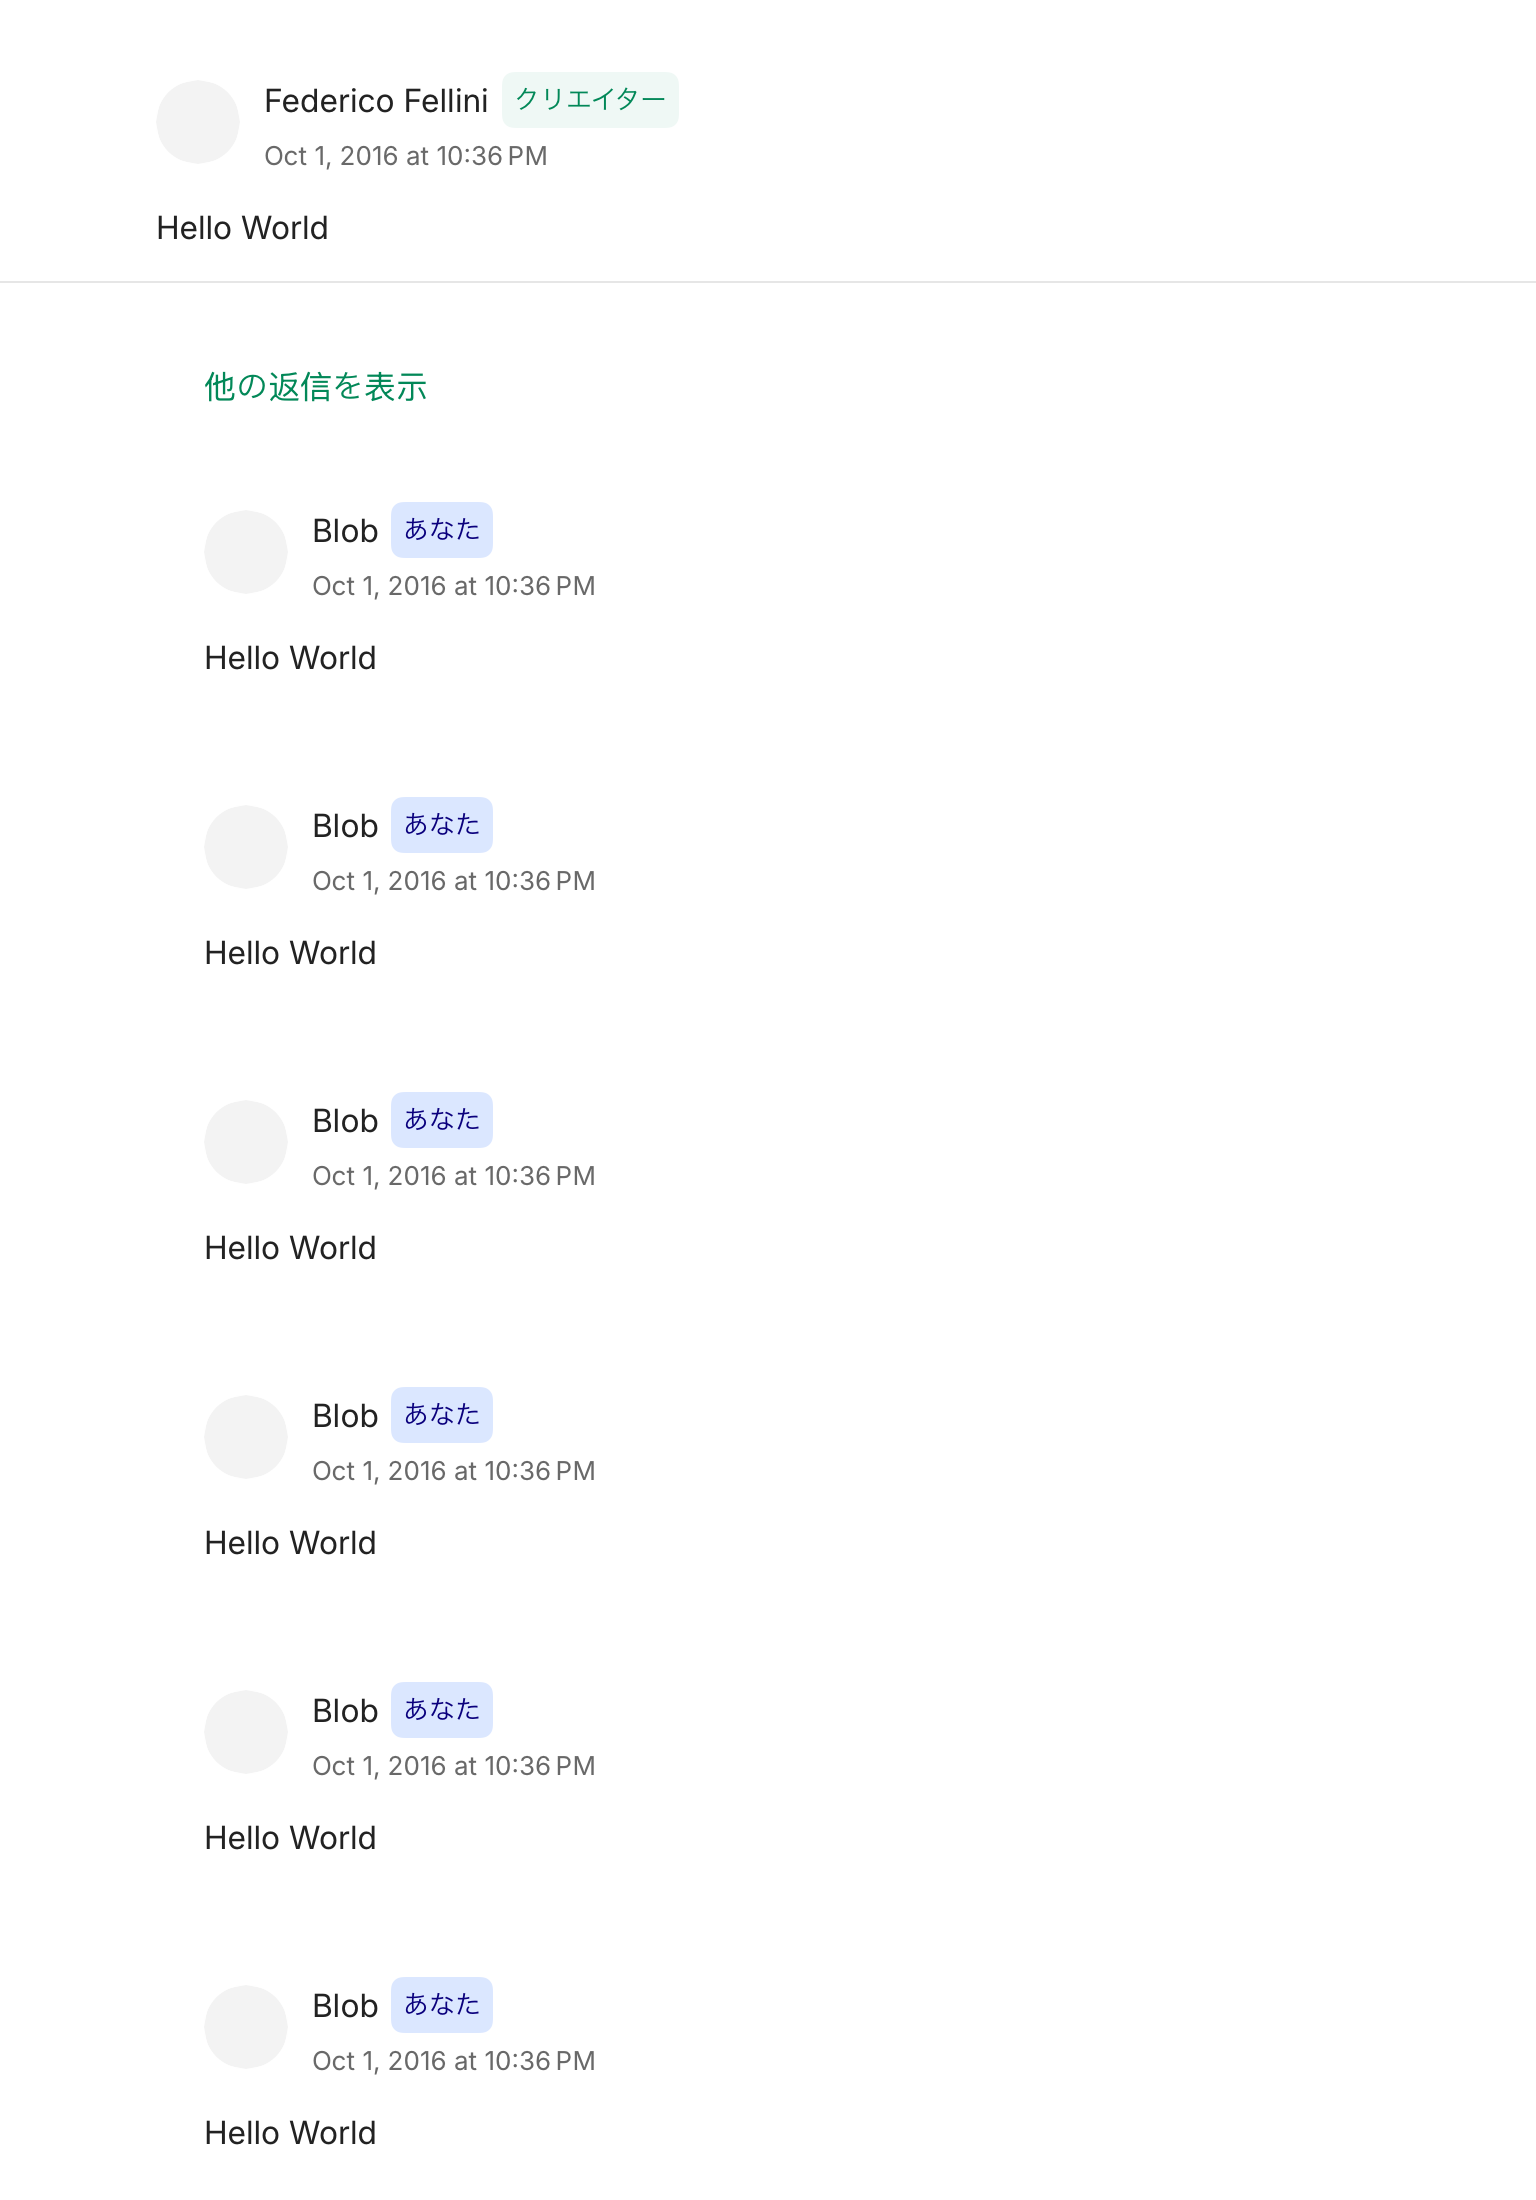 Federico Fellini クリエイター
Oct 1, 2016 at 10:36 PM
Hello World
他の返信を表示
Blob あなた
Oct 1, 2016 at 10:36 PM
Hello World
Blob あなた
Oct 1, 2016 at 10:36 PM
Hello World
Blob あなた
Oct 1, 2016 at 10:36 PM
Hello World
Blob あなた
Oct 1, 2016 at 10:36 PM
Hello World
Blob あなた
Oct 1, 2016 at 10:36 PM
Hello World
Blob あなた
Oct 1, 2016 at 10:36 PM
Hello World